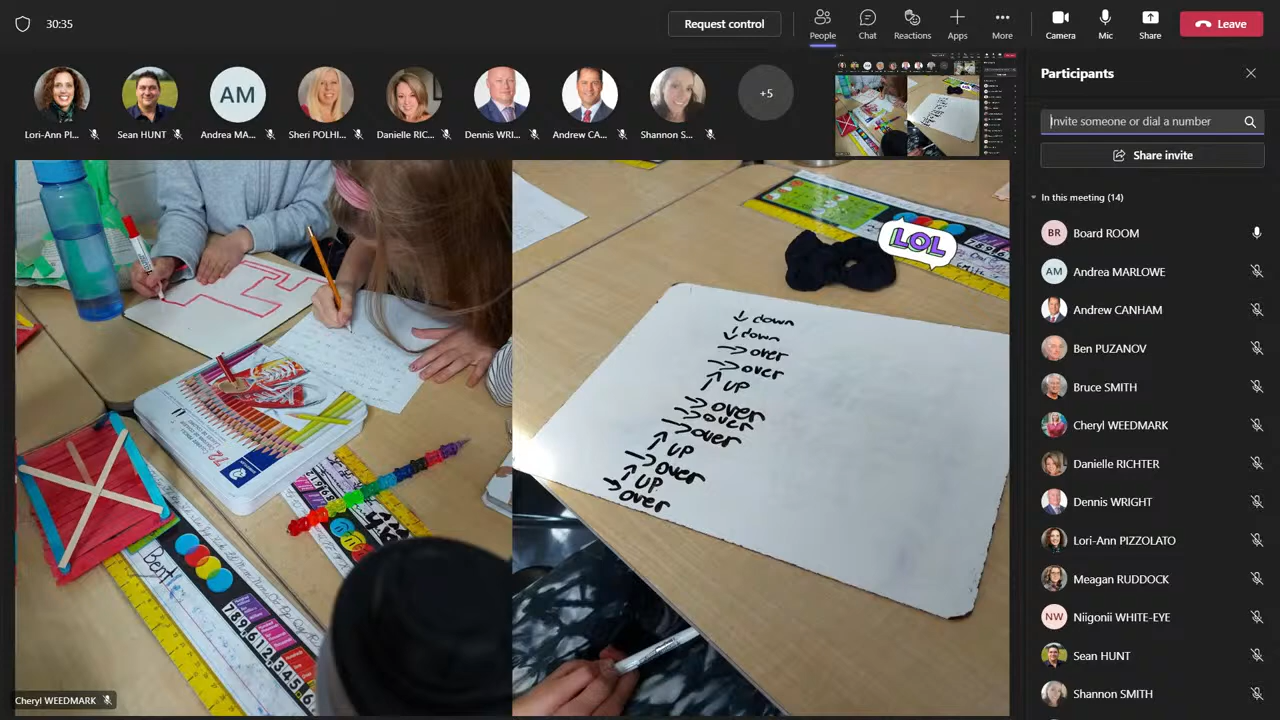 30:35
Request control
People
Chat
Reactions
Apps
More
Camera
Mic
Share
Leave
Lori-Ann PI...
Sean HUNT
Andrea MA...
Cheri POLHI...
Danielle RIC...
Dennis WRI...
Andrew CA...
Shannon S...
+5
AM
LOL
↓ down
↓ down
→ over
→ over
↑ UP
→ over
→ over
→ over
↑ UP
→ over
↑ UP
→ over
72
Bent
Cheryl WEEDMARK
Participants
Invite someone or dial a number
Share invite
In this meeting (14)
BR Board ROOM
AM Andrea MARLOWE
Andrew CANHAM
Ben PUZANOV
Bruce SMITH
Cheryl WEEDMARK
Danielle RICHTER
Dennis WRIGHT
Lori-Ann PIZZOLATO
Meagan RUDDOCK
NW Niigonii WHITE-EYE
Sean HUNT
Shannon SMITH